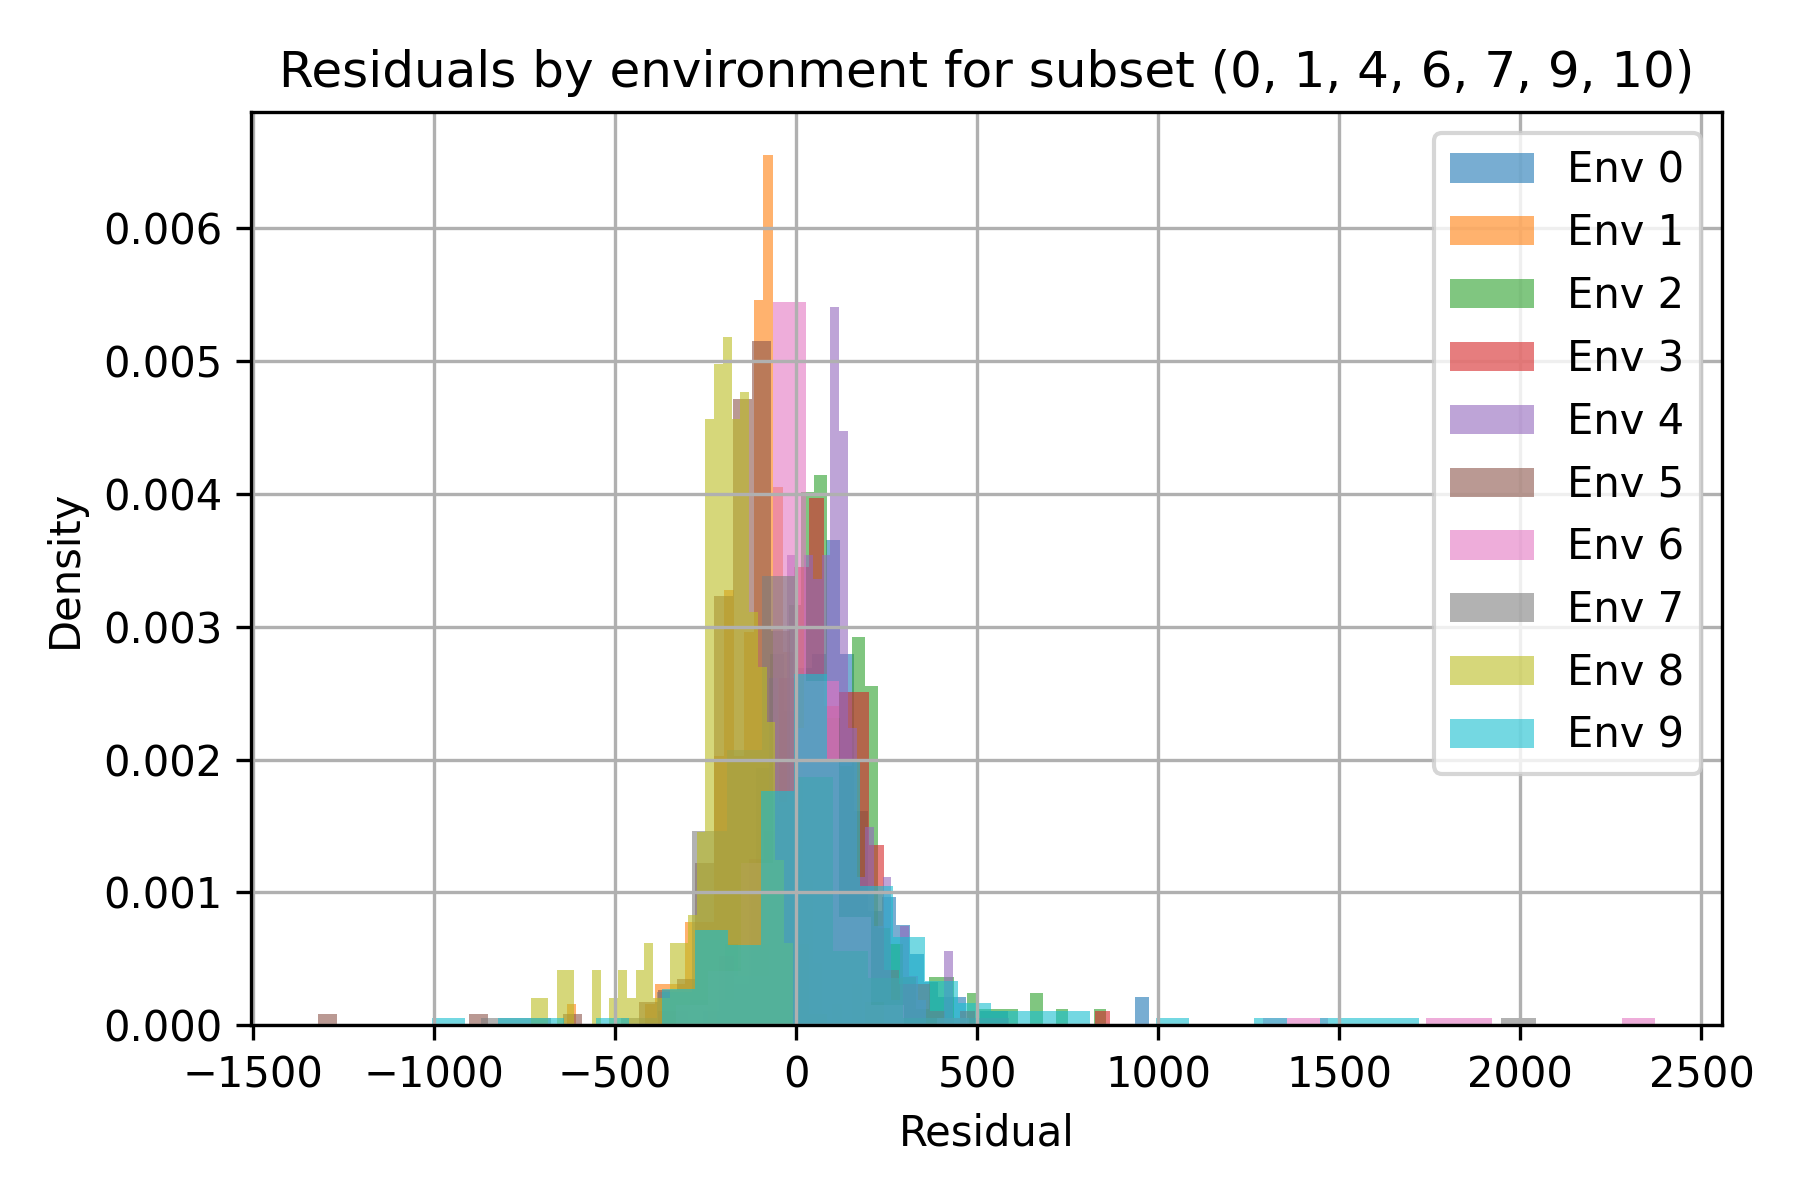 Residuals by environment for subset (0, 1, 4, 6, 7, 9, 10)
Density
0.006
0.005
0.004
0.003
0.002
0.001
0.000
−1500 −1000 −500 0 500 1000 1500 2000 2500
Residual
Env 0
Env 1
Env 2
Env 3
Env 4
Env 5
Env 6
Env 7
Env 8
Env 9